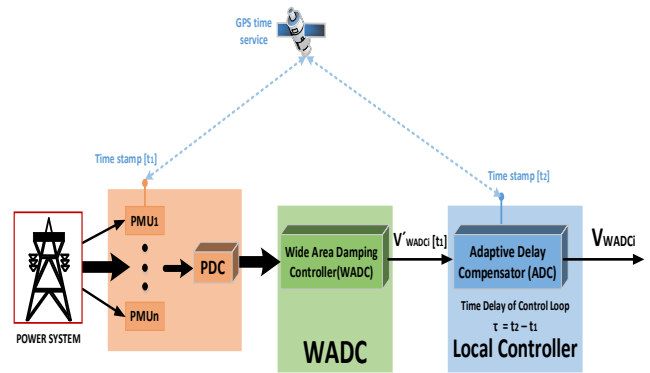 GPS time
service
Time stamp [t₁]
Time stamp [t₂]
PMU₁
PDC
PMUn
POWER SYSTEM
Wide Area Damping
Controller(WADC)
WADC
V´WADCi [t₁]
Adaptive Delay
Compensator (ADC)
Time Delay of Control Loop
τ = t₂ – t₁
Local Controller
VWADCi